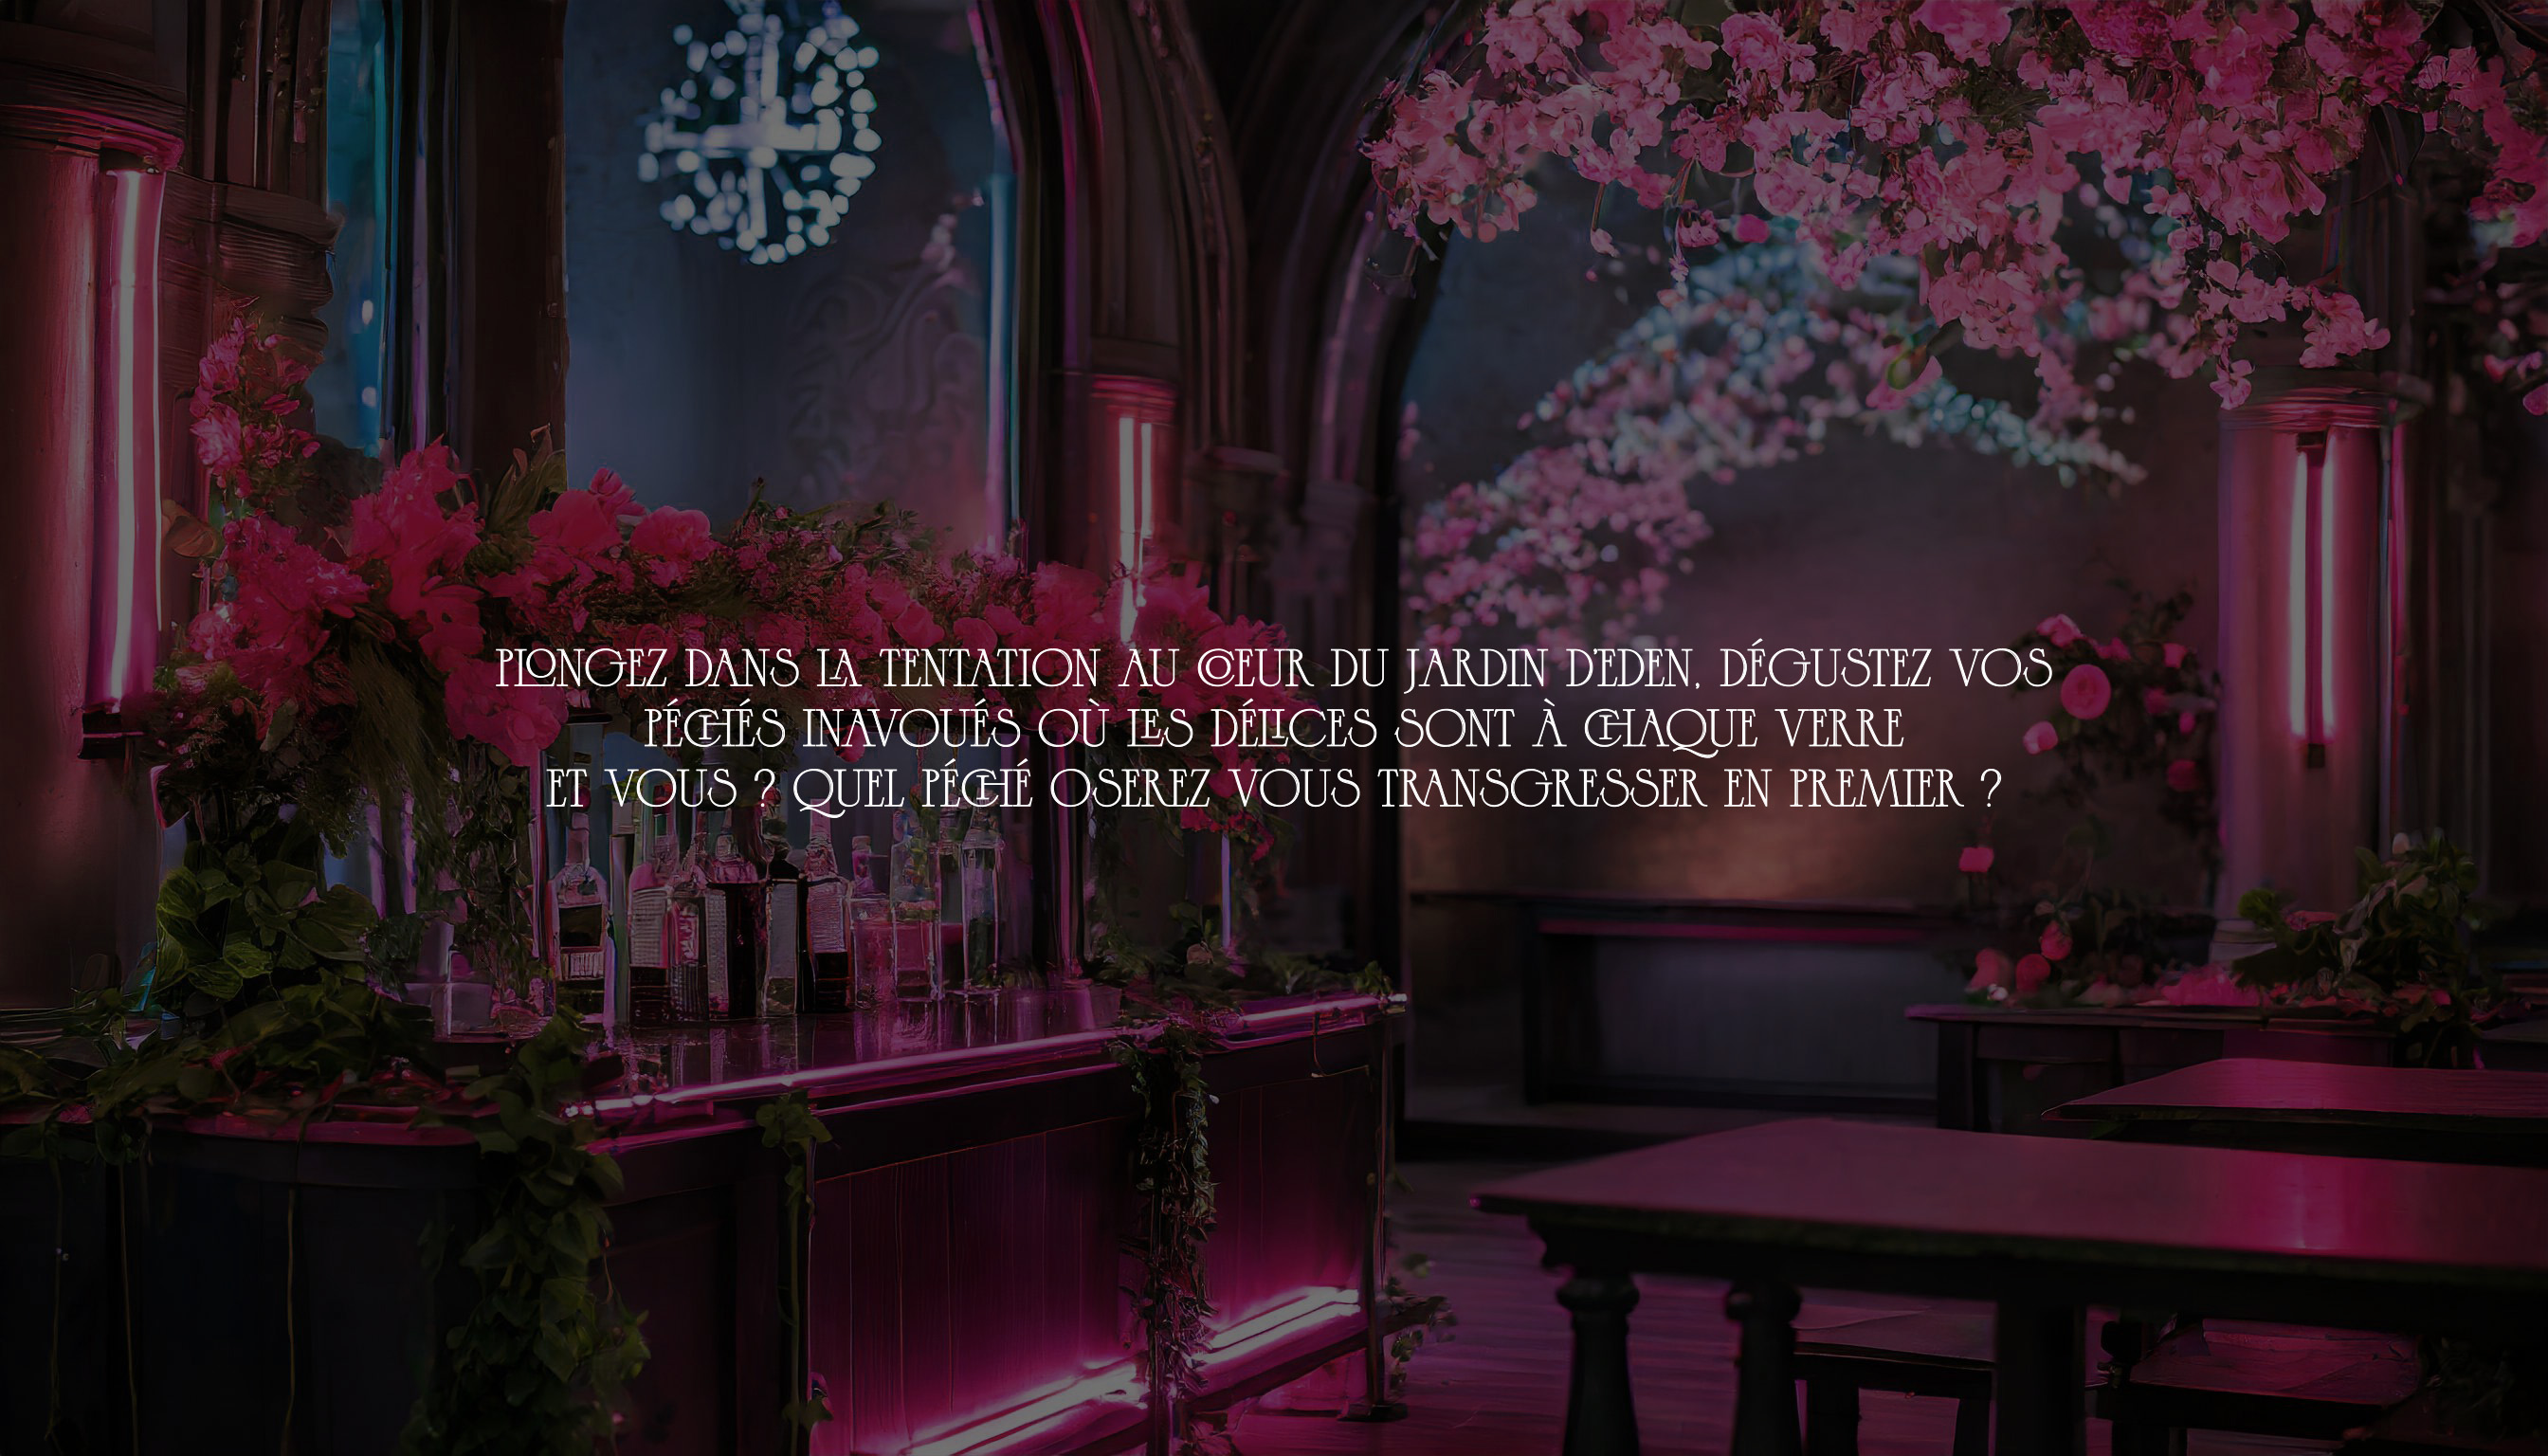 PLONGEZ DANS LA TENTATION AU CŒUR DU JARDIN D'EDEN, DÉGUSTEZ VOS
PÉCHÉS INAVOUÉS OÙ LES DÉLICES SONT À CHAQUE VERRE
ET VOUS ? QUEL PÉCHÉ OSEREZ VOUS TRANSGRESSER EN PREMIER ?